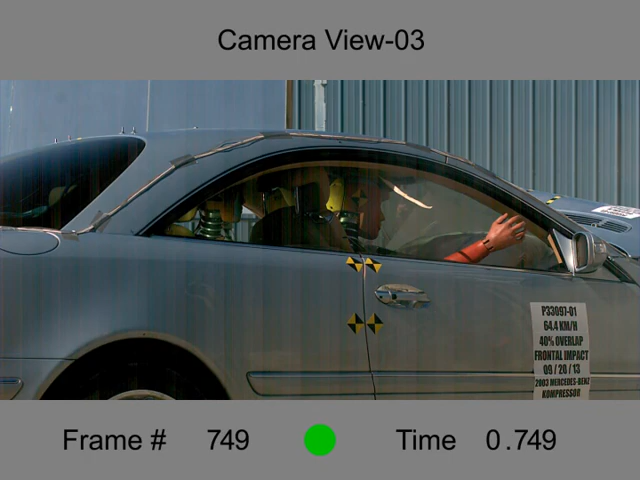 Camera View-03
P33097-01
64.4 KM/H
40% OVERLAP
FRONTAL IMPACT
09 / 20 / 13
2003 MERCEDES-BENZ
KOMPRESSOR
Frame # 749 Time 0.749